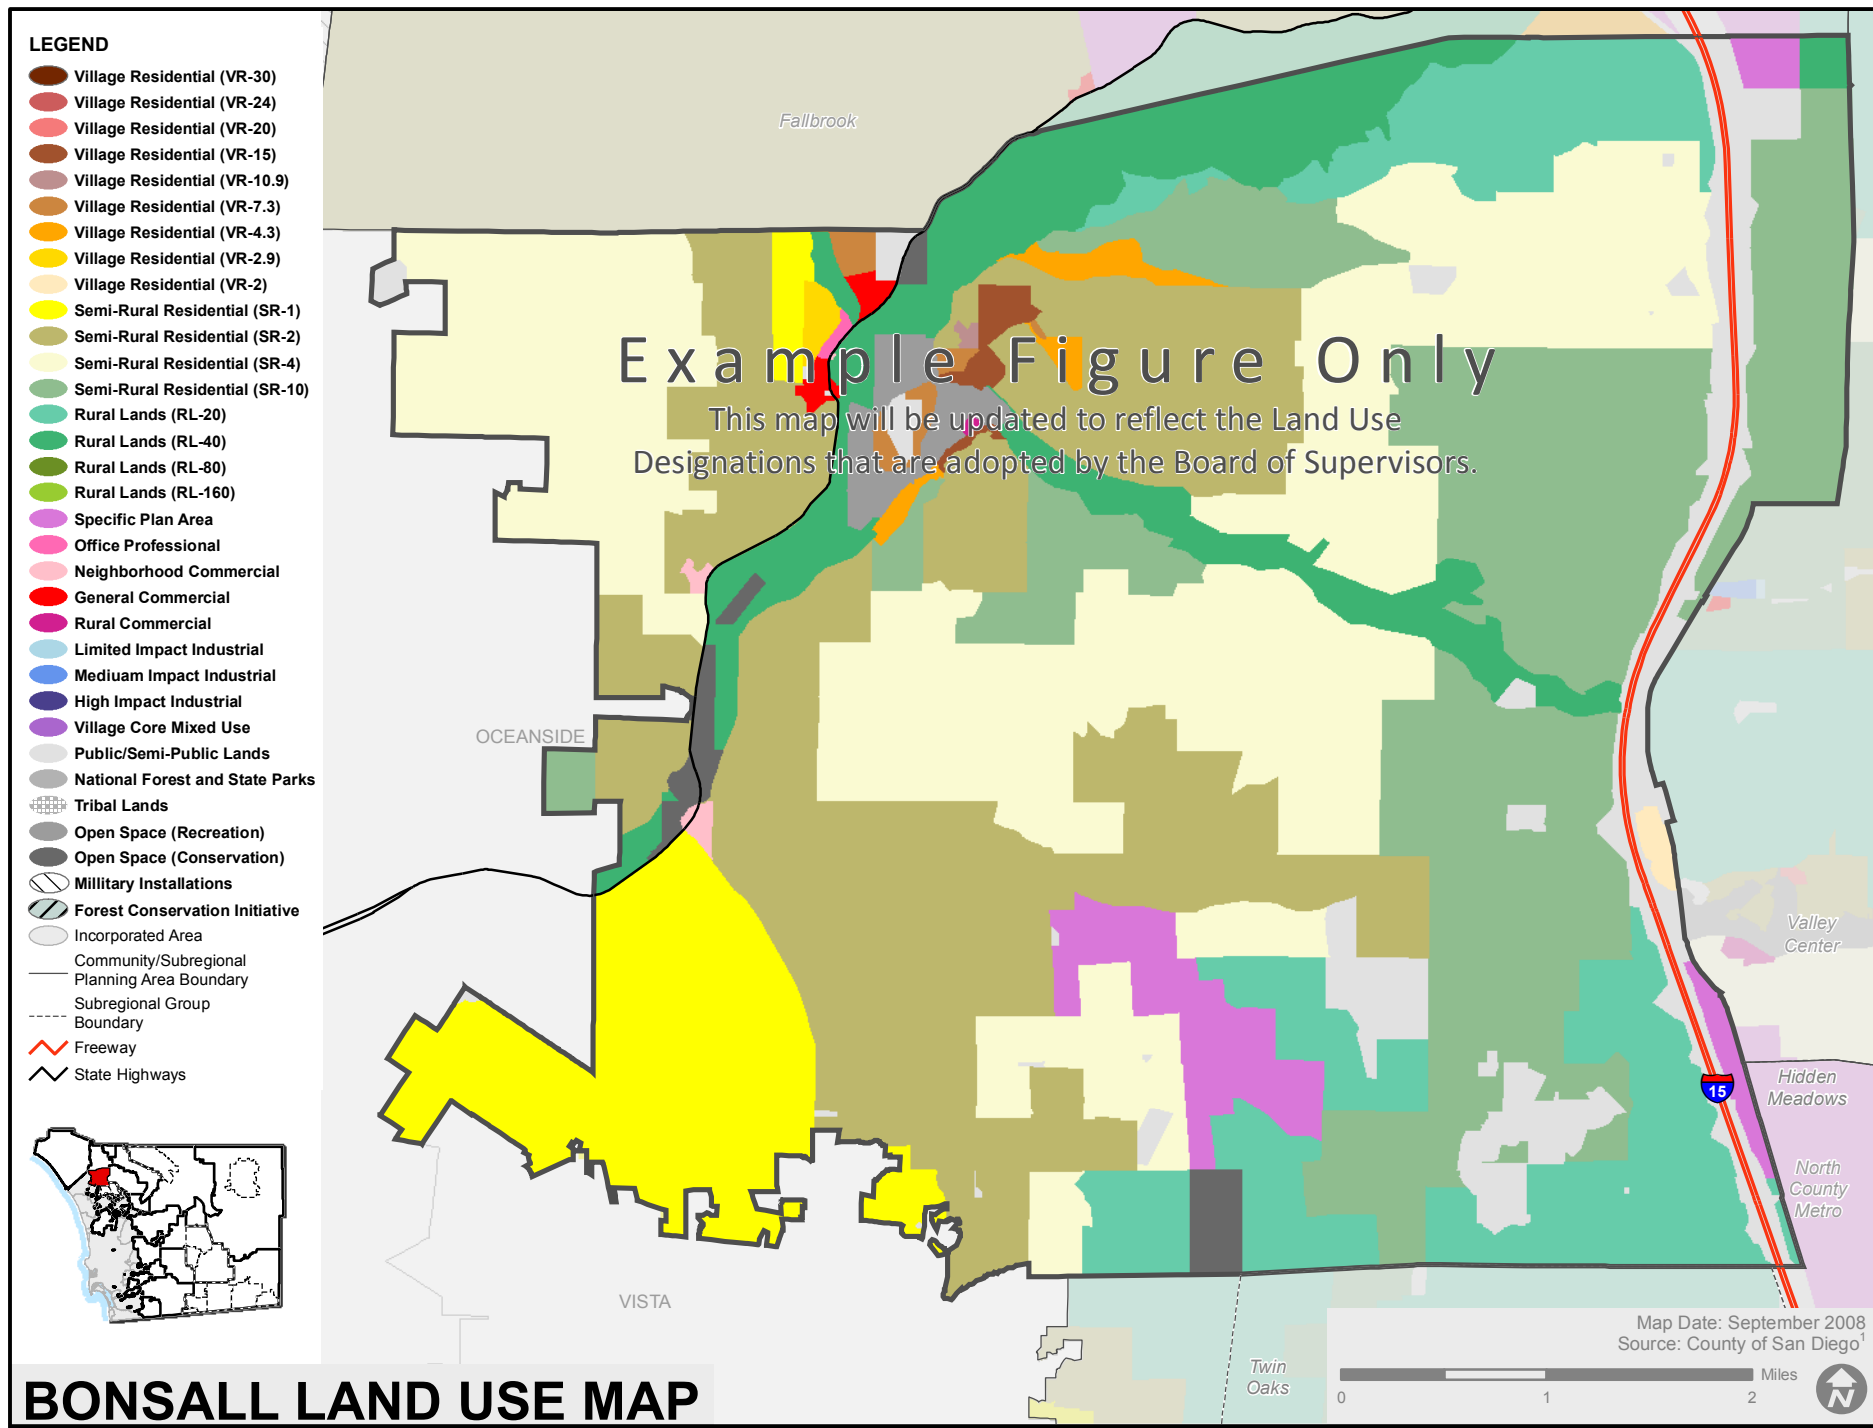 LEGEND
Village Residential (VR-30)
Village Residential (VR-24)
Village Residential (VR-20)
Village Residential (VR-15)
Village Residential (VR-10.9)
Village Residential (VR-7.3)
Village Residential (VR-4.3)
Village Residential (VR-2.9)
Village Residential (VR-2)
Semi-Rural Residential (SR-1)
Semi-Rural Residential (SR-2)
Semi-Rural Residential (SR-4)
Semi-Rural Residential (SR-10)
Rural Lands (RL-20)
Rural Lands (RL-40)
Rural Lands (RL-80)
Rural Lands (RL-160)
Specific Plan Area
Office Professional
Neighborhood Commercial
General Commercial
Rural Commercial
Limited Impact Industrial
Mediuam Impact Industrial
High Impact Industrial
Village Core Mixed Use
Public/Semi-Public Lands
National Forest and State Parks
Tribal Lands
Open Space (Recreation)
Open Space (Conservation)
Millitary Installations
Forest Conservation Initiative
Incorporated Area
Community/Subregional
Planning Area Boundary
Subregional Group
Boundary
Freeway
State Highways
Fallbrook
Example Figure Only
This map will be updated to reflect the Land Use
Designations that are adopted by the Board of Supervisors.
OCEANSIDE
Valley
Center
Hidden
Meadows
15
North
County
Metro
VISTA
Twin
Oaks
Map Date: September 2008
Source: County of San Diego1
Miles
0 1 2
N
BONSALL LAND USE MAP